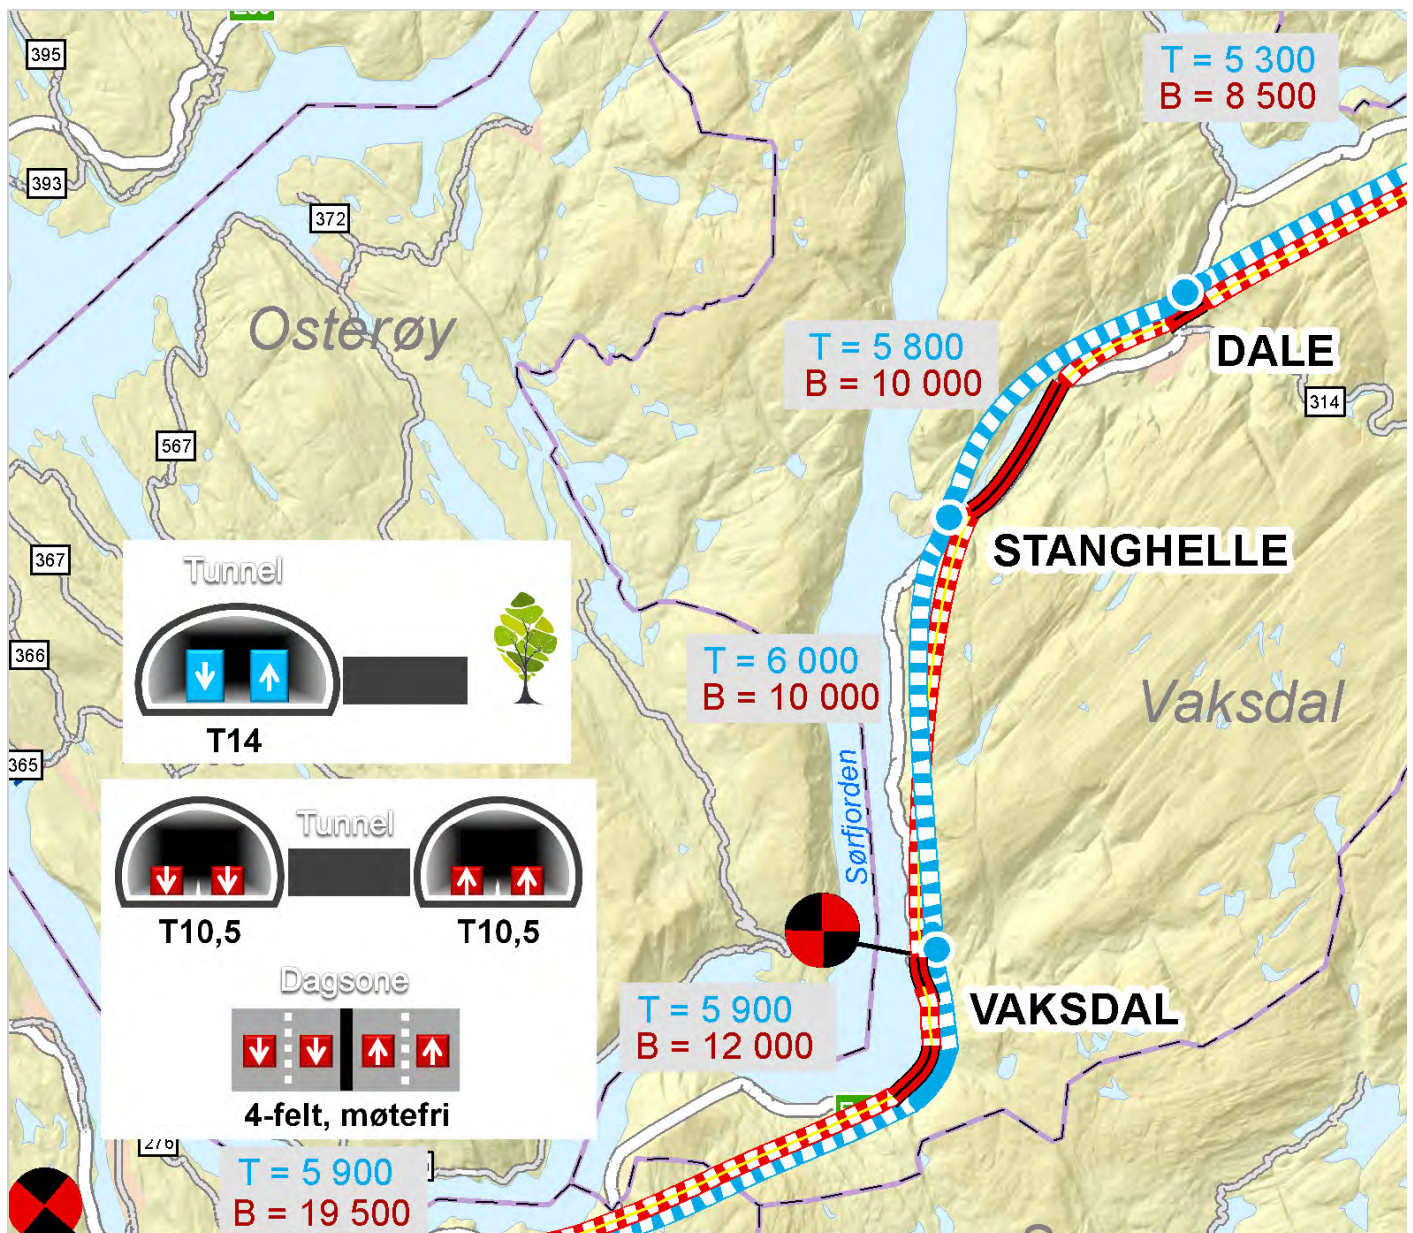 395
T = 5 300
B = 8 500
393
372
Osterøy
T = 5 800
B = 10 000
DALE
314
567
STANGHELLE
367
Tunnel
T14
366
T = 6 000
B = 10 000
Vaksdal
365
Sørfjorden
Tunnel
T10,5
T10,5
Dagsone
4-felt, møtefri
VAKSDAL
T = 5 900
B = 12 000
276
T = 5 900
B = 19 500